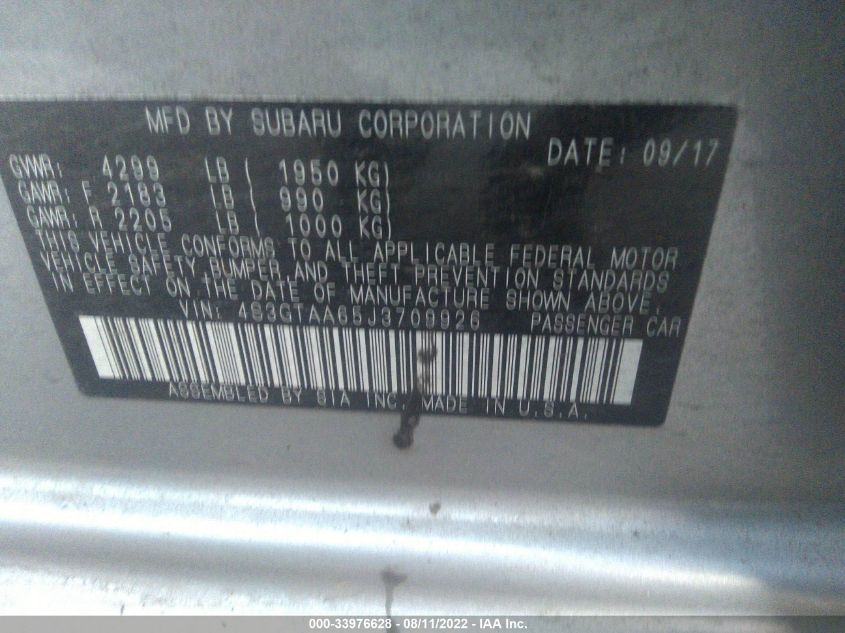 MFD BY SUBARU CORPORATION
DATE: 09/17
GVWR: 4299 LB ( 1950 KG)
GAWR: F 2183 LB ( 990 KG)
GAWR: R 2205 LB ( 1000 KG)
THIS VEHICLE CONFORMS TO ALL APPLICABLE FEDERAL MOTOR
VEHICLE SAFETY, BUMPER, AND THEFT PREVENTION STANDARDS
IN EFFECT ON THE DATE OF MANUFACTURE SHOWN ABOVE.
VIN: 4S3GTAA65J3709926 PASSENGER CAR
ASSEMBLED BY SIA INC. MADE IN U.S.A.
000-33976628 - 08/11/2022 - IAA Inc.